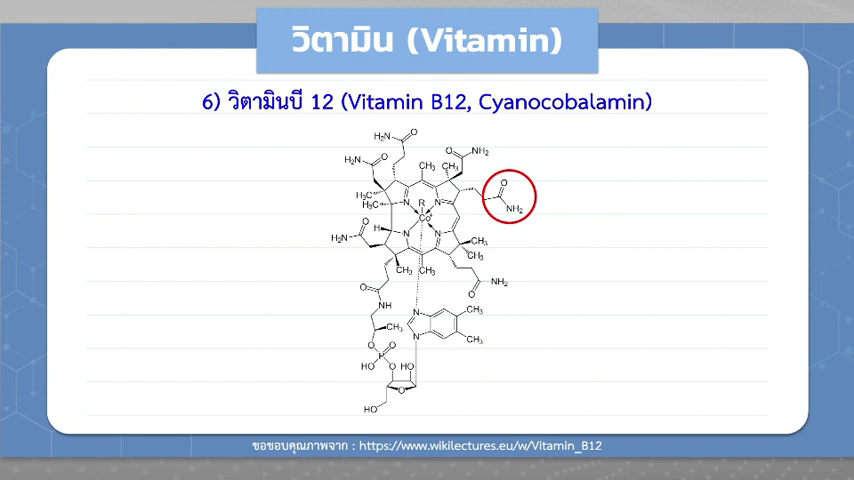 วิตามิน (Vitamin)
6) วิตามินบี 12 (Vitamin B12, Cyanocobalamin)
H₂N O
H₂N O
O NH₂
CH₃ CH₃
O
NH₂
H₃C
H₃C
R
N N
Co⁺
H
N N
O
H₂N
CH₃
CH₃
CH₃ CH₃
NH₂
O
O
NH
N
CH₃
CH₃
N
CH₃
O
P O
HO O HO
O
HO
ขอขอบคุณภาพจาก : https://www.wikilectures.eu/w/Vitamin_B12